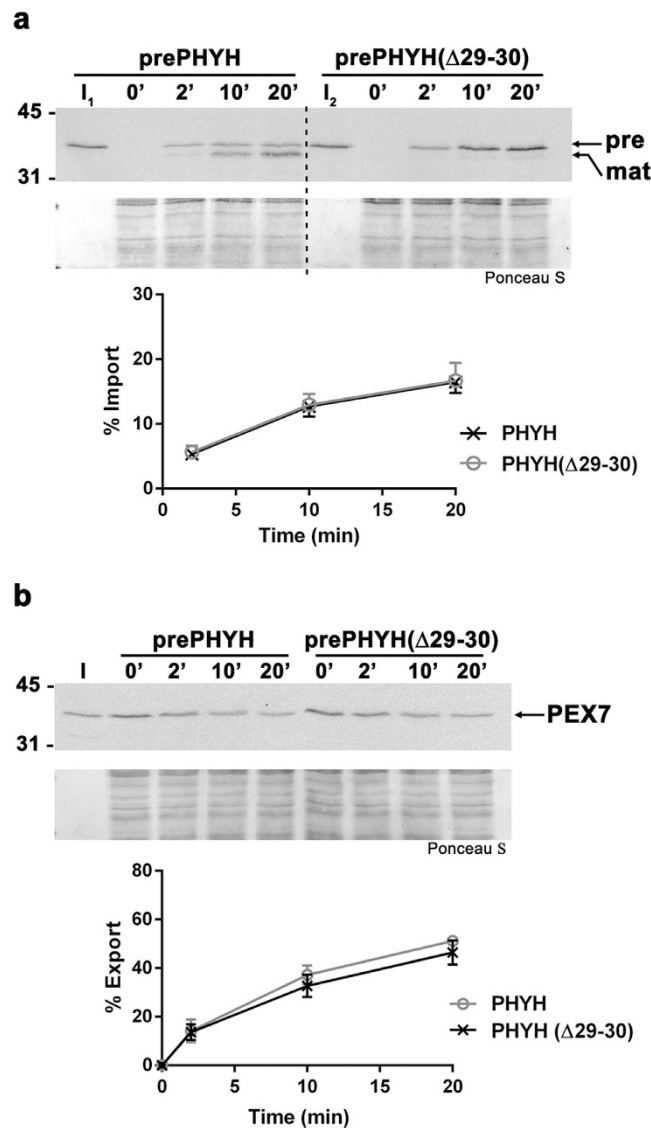 a
prePHYH prePHYH(Δ29-30)
I1 0' 2' 10' 20' I2 0' 2' 10' 20'
45
pre
mat
31
Ponceau S
30
20
10
0
% Import
PHYH
PHYH(Δ29-30)
0 5 10 15 20
Time (min)
b
prePHYH prePHYH(Δ29-30)
I 0' 2' 10' 20' 0' 2' 10' 20'
45
PEX7
31
Ponceau S
80
60
40
20
0
% Export
PHYH
PHYH (Δ29-30)
0 5 10 15 20
Time (min)